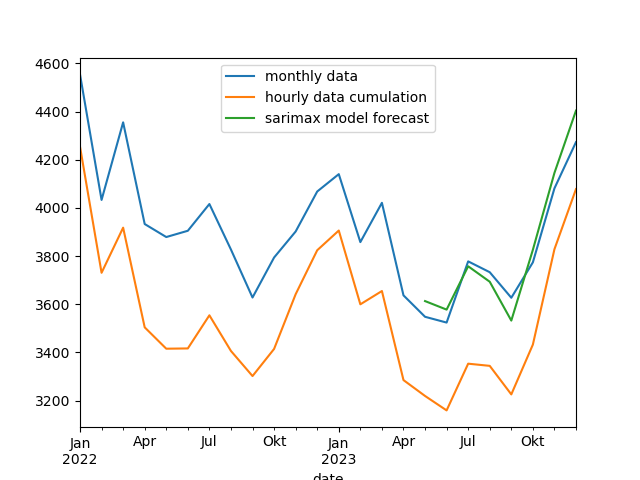 4600
4400
4200
4000
3800
3600
3400
3200
monthly data
hourly data cumulation
sarimax model forecast
Jan Apr Jul Okt Jan Apr Jul Okt
2022 2023
date